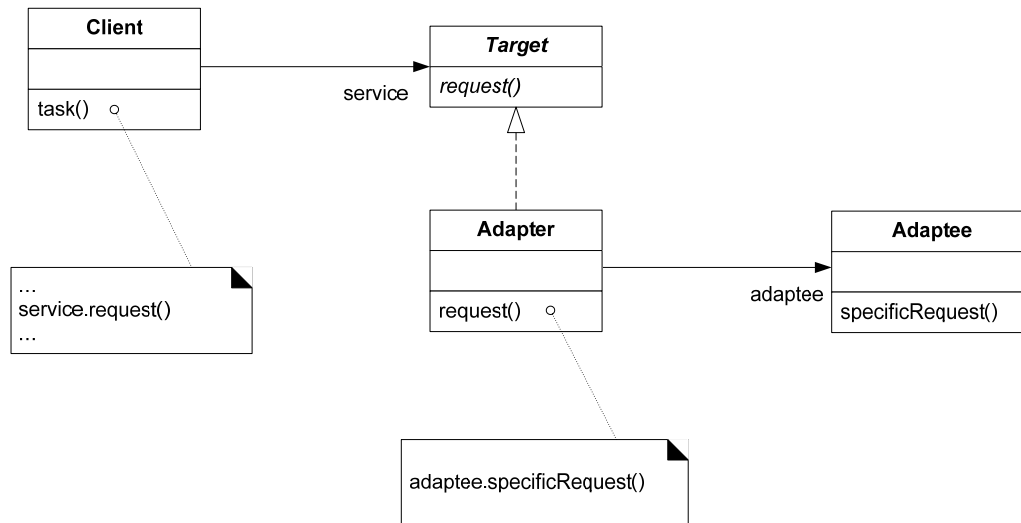 Client
task()
service
Target
request()
…
service.request()
…
Adapter
request()
adaptee
Adaptee
specificRequest()
adaptee.specificRequest()